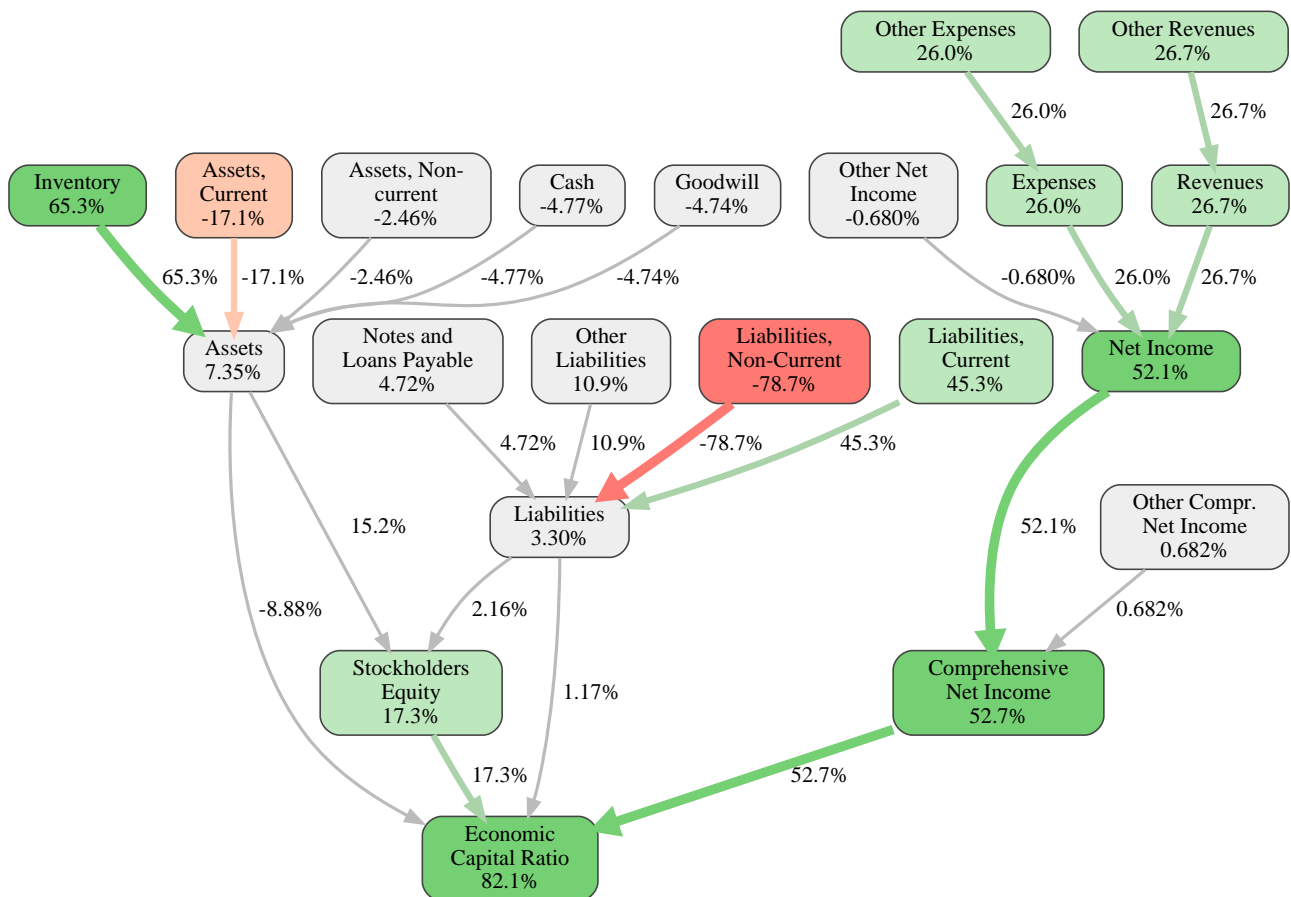 Other Expenses
26.0%
Other Revenues
26.7%
26.0%
26.7%
Inventory
65.3%
Assets,
Current
-17.1%
Assets, Non-
current
-2.46%
Cash
-4.77%
Goodwill
-4.74%
Other Net
Income
-0.680%
Expenses
26.0%
Revenues
26.7%
65.3%
-17.1%
-2.46%
-4.77%
-4.74%
-0.680%
26.0%
26.7%
Assets
7.35%
Notes and
Loans Payable
4.72%
Other
Liabilities
10.9%
Liabilities,
Non-Current
-78.7%
Liabilities,
Current
45.3%
Net Income
52.1%
4.72%
10.9%
-78.7%
45.3%
15.2%
Liabilities
3.30%
52.1%
Other Compr.
Net Income
0.682%
-8.88%
2.16%
0.682%
Stockholders
Equity
17.3%
1.17%
Comprehensive
Net Income
52.7%
17.3%
52.7%
Economic
Capital Ratio
82.1%